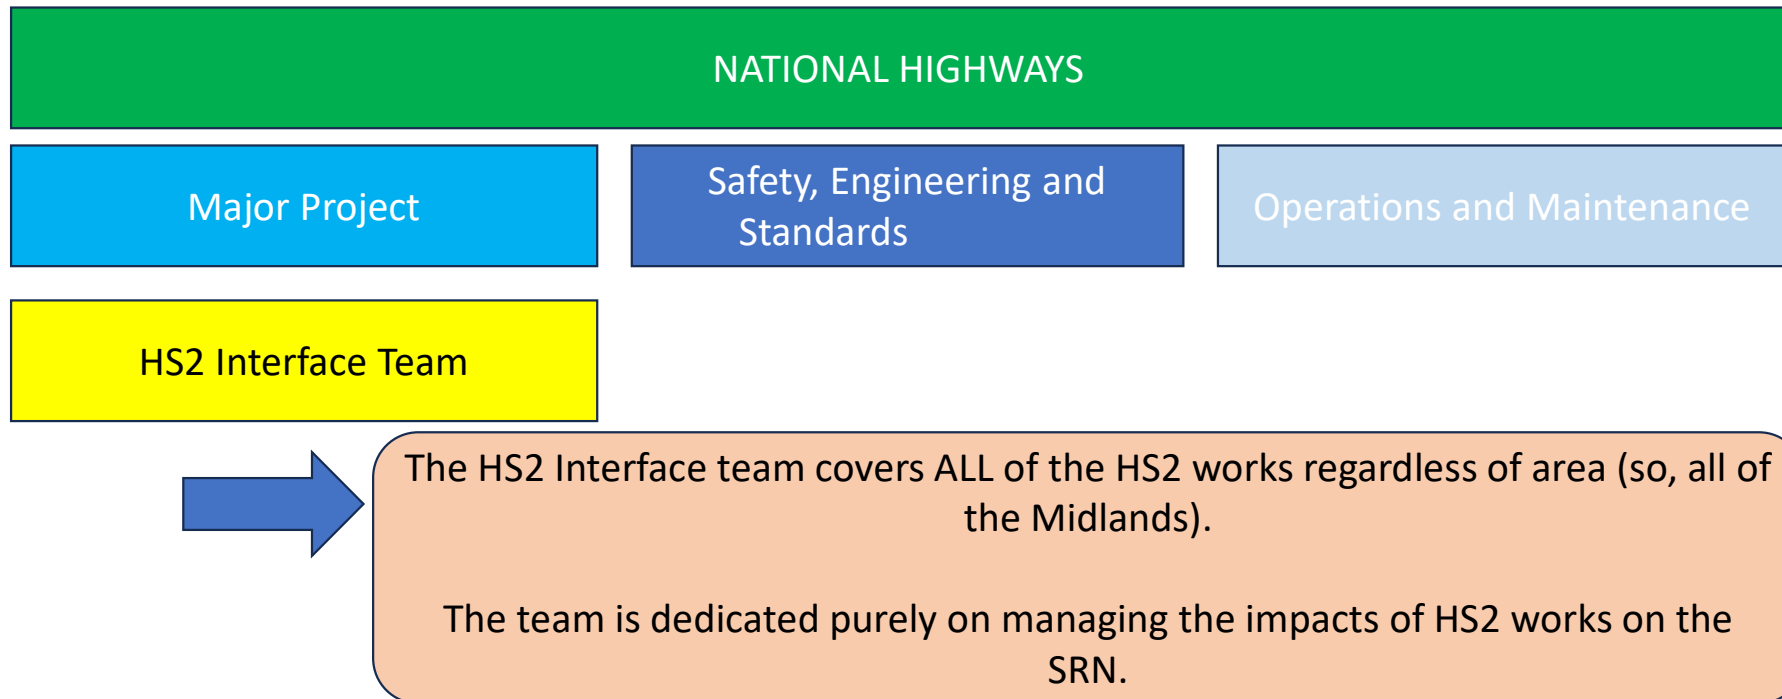 NATIONAL HIGHWAYS
Major Project
Safety, Engineering and
Standards
Operations and Maintenance
HS2 Interface Team
The HS2 Interface team covers ALL of the HS2 works regardless of area (so, all of
the Midlands).
The team is dedicated purely on managing the impacts of HS2 works on the
SRN.